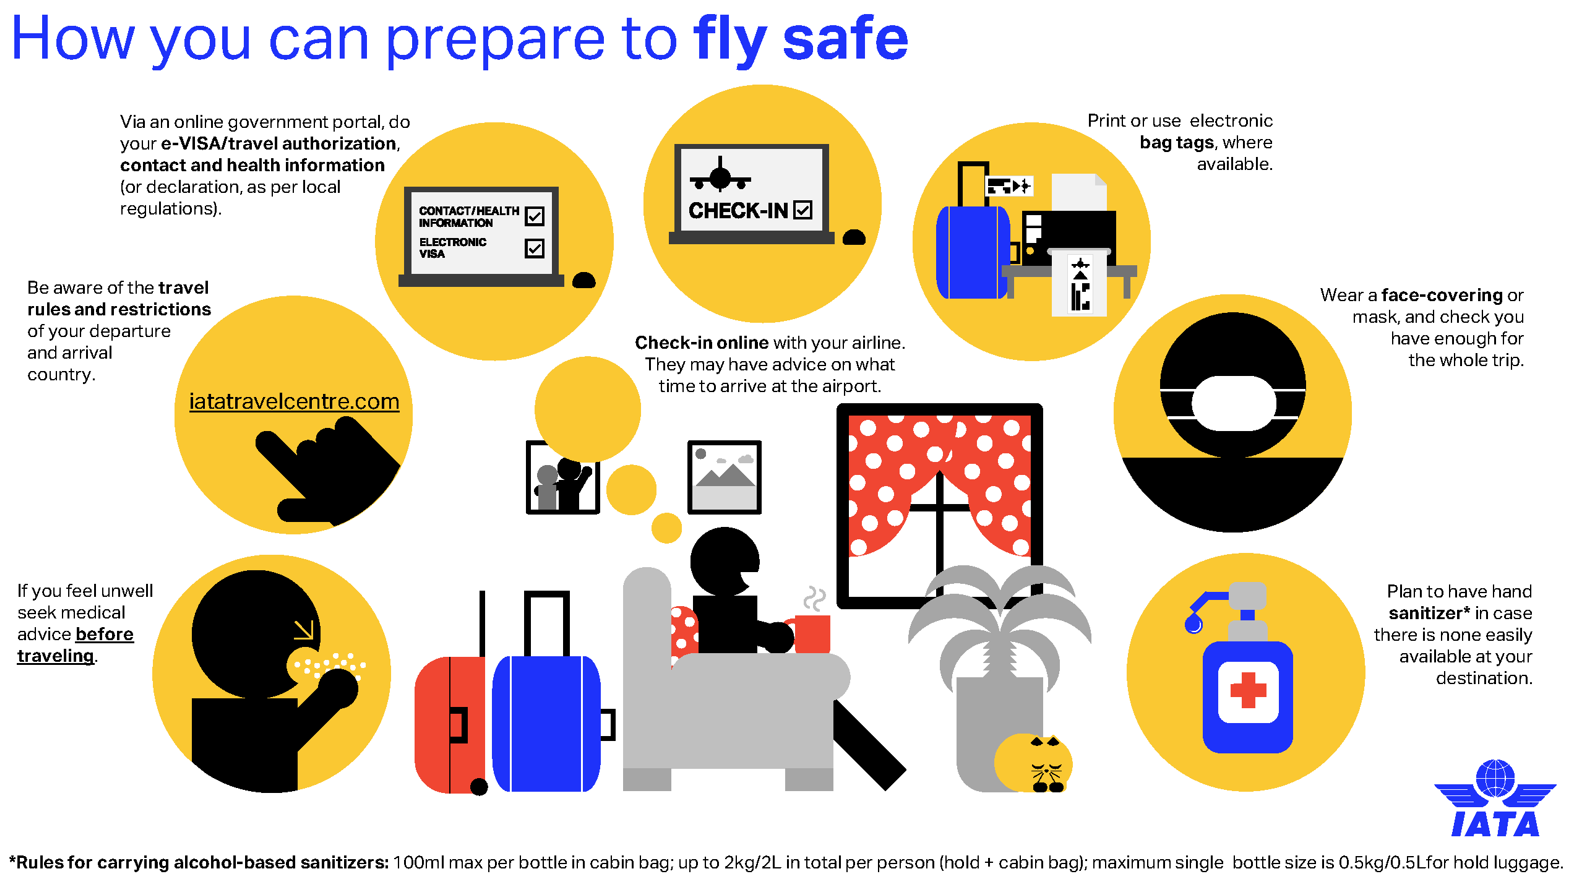 How you can prepare to fly safe
Via an online government portal, do
your e-VISA/travel authorization,
contact and health information
(or declaration, as per local
regulations).
CONTACT/HEALTH
INFORMATION
ELECTRONIC
VISA
CHECK-IN
Print or use electronic
bag tags, where
available.
Be aware of the travel
rules and restrictions
of your departure
and arrival
country.
iatatravelcentre.com
Check-in online with your airline.
They may have advice on what
time to arrive at the airport.
Wear a face-covering or
mask, and check you
have enough for
the whole trip.
If you feel unwell
seek medical
advice before
traveling.
Plan to have hand
sanitizer* in case
there is none easily
available at your
destination.
IATA
*Rules for carrying alcohol-based sanitizers: 100ml max per bottle in cabin bag; up to 2kg/2L in total per person (hold + cabin bag); maximum single bottle size is 0.5kg/0.5Lfor hold luggage.